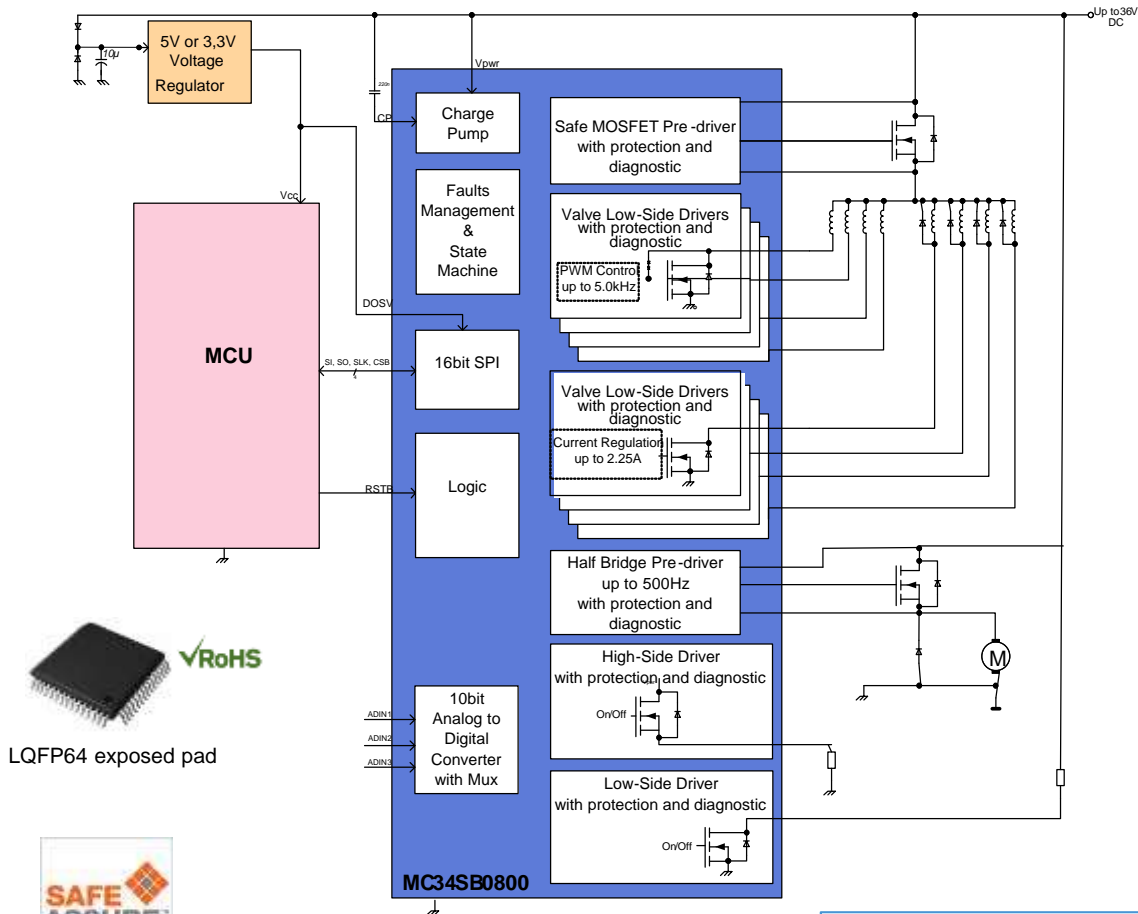 Up to36V
DC
5V or 3,3V
Voltage
Regulator
10µ
Vpwr
220n
CP
Charge
Pump
Safe MOSFET Pre-driver
with protection and
diagnostic
Vcc
Faults
Management
&
State
Machine
Valve Low-Side Drivers
with protection and
diagnostic
PWM Control
up to 5.0kHz
DOSV
MCU
SI, SO, SLK, CSB
4
16bit SPI
Valve Low-Side Drivers
with protection and
diagnostic
Current Regulation
up to 2.25A
RSTB
Logic
Half Bridge Pre-driver
up to 500Hz
with protection and
diagnostic
M
RoHS
LQFP64 exposed pad
High-Side Driver
with protection and diagnostic
On/Off
ADIN1
ADIN2
ADIN3
10bit
Analog to
Digital
Converter
with Mux
Low-Side Driver
with protection and diagnostic
On/Off
MC34SB0800
SAFE
ASSURE